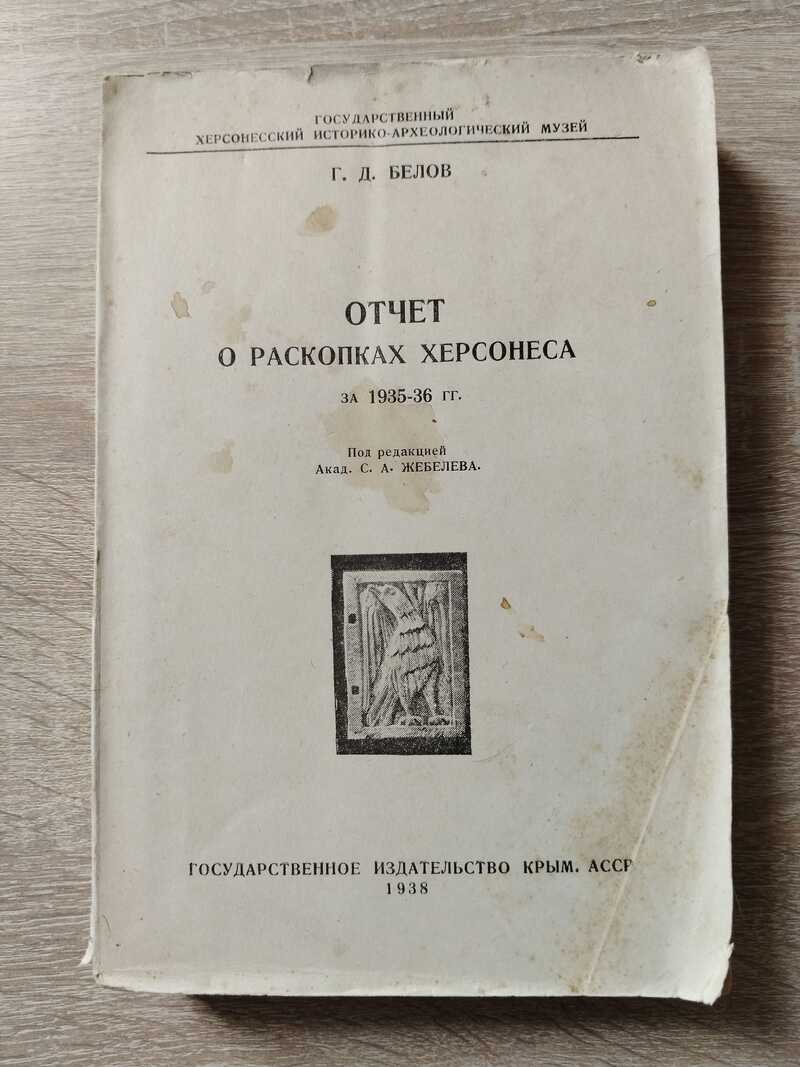 ГОСУДАРСТВЕННЫЙ
ХЕРСОНЕССКИЙ ИСТОРИКО-АРХЕОЛОГИЧЕСКИЙ МУЗЕЙ
Г. Д. БЕЛОВ
ОТЧЕТ
О РАСКОПКАХ ХЕРСОНЕСА
ЗА 1935-36 ГГ.
Под редакцией
Акад. С. А. ЖЕБЕЛЕВА.
ГОСУДАРСТВЕННОЕ ИЗДАТЕЛЬСТВО КРЫМ. АССР
1938